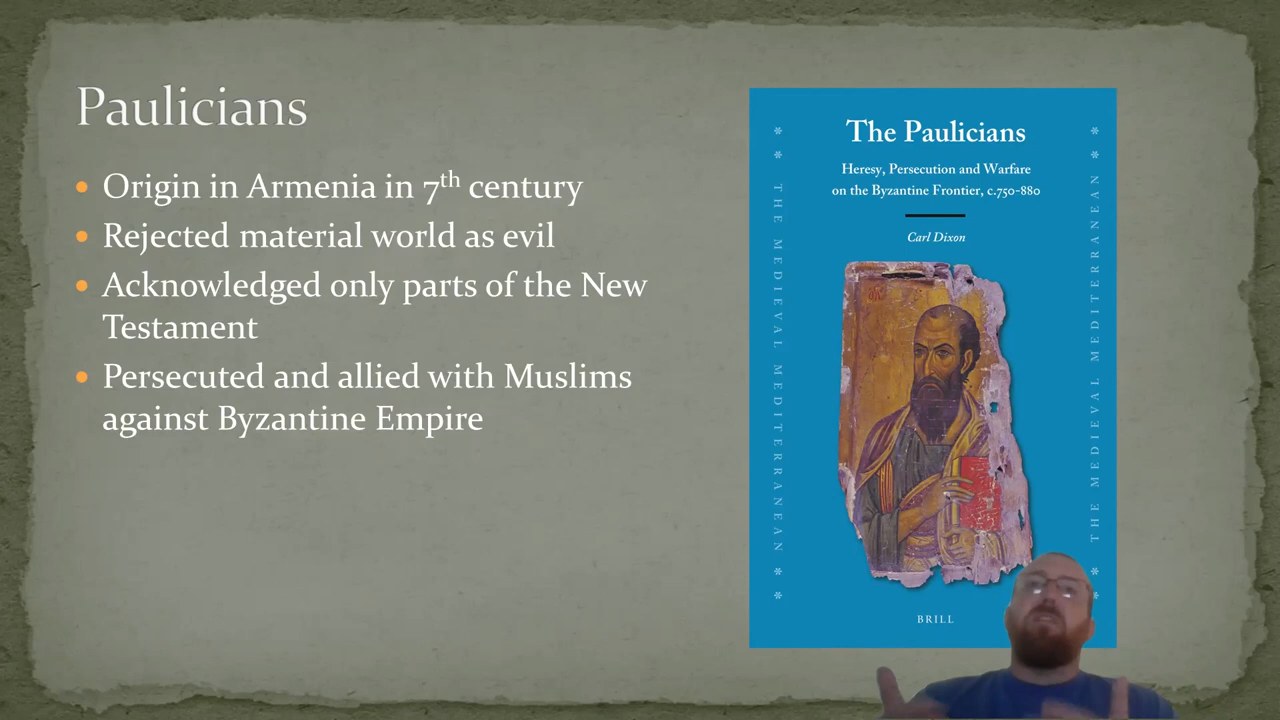 Paulicians
Origin in Armenia in 7th century
Rejected material world as evil
Acknowledged only parts of the New
Testament
Persecuted and allied with Muslims
against Byzantine Empire
The Paulicians
Heresy, Persecution and Warfare
on the Byzantine Frontier, c.750-880
Carl Dixon
* * THE MEDIEVAL MEDITERRANEAN * *
* * THE MEDIEVAL MEDITERRANEAN * *
BRILL